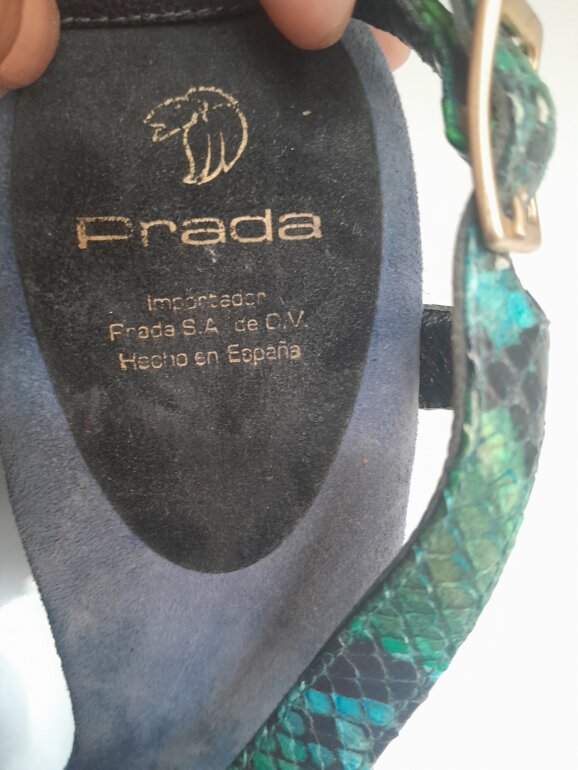 Prada
Importador
Prada S.A. de C.V.
Hecho en España